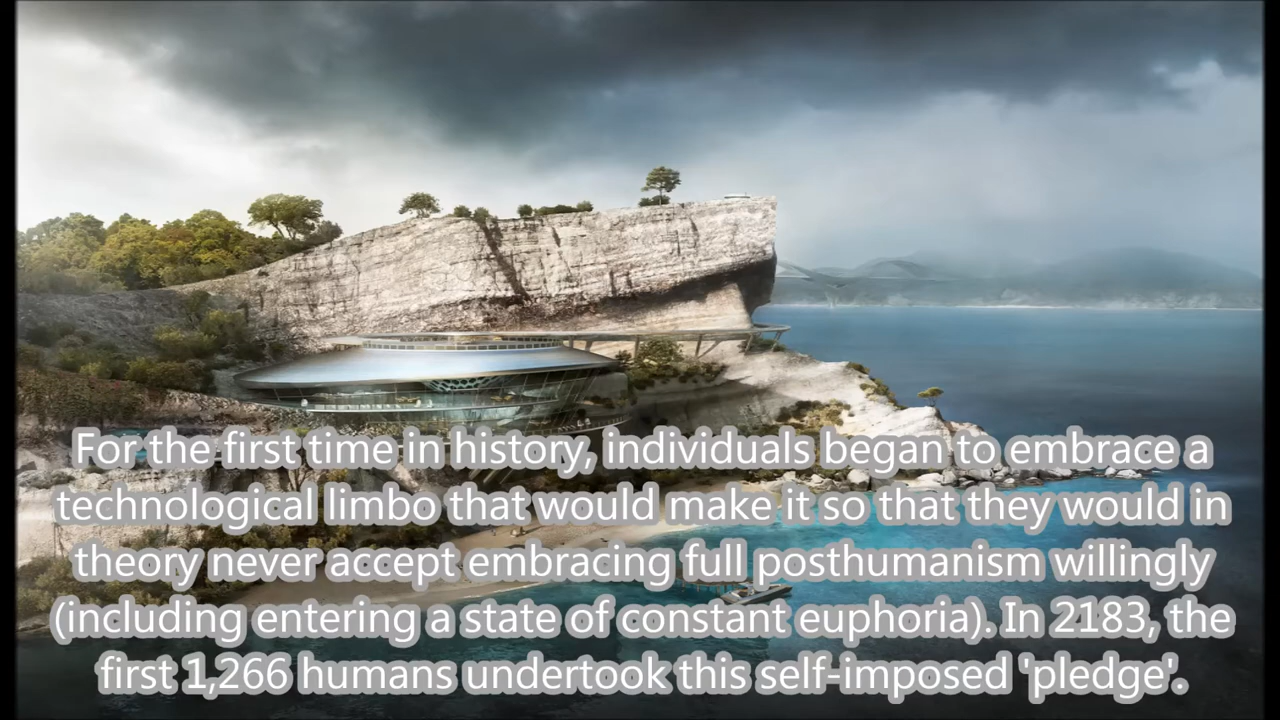 For the first time in history, individuals began to embrace a
technological limbo that would make it so that they would in
theory never accept embracing full posthumanism willingly
(including entering a state of constant euphoria). In 2183, the
first 1,266 humans undertook this self-imposed 'pledge'.